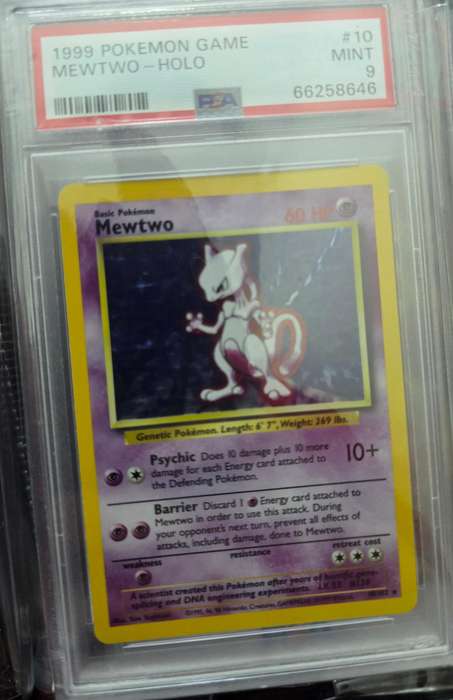 1999 POKEMON GAME #10
MEWTWO – HOLO MINT
9
PSA 66258646
Basic Pokémon
Mewtwo 60 HP
Genetic Pokémon. Length: 6' 7", Weight: 269 lbs.
Psychic Does 10 damage plus 10 more
damage for each Energy card attached to
the Defending Pokémon.
10+
Barrier Discard 1 Energy card attached to
Mewtwo in order to use this attack. During
your opponent's next turn, prevent all effects of
attacks, including damage, done to Mewtwo.
weakness resistance retreat cost
A scientist created this Pokémon after years of horrific gene-
splicing and DNA engineering experiments.